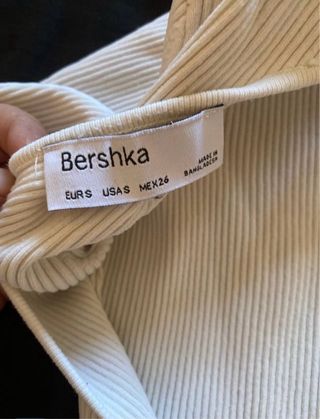 Bershka
EUR S USA S MEX 26
MADE IN
BANGLADESH